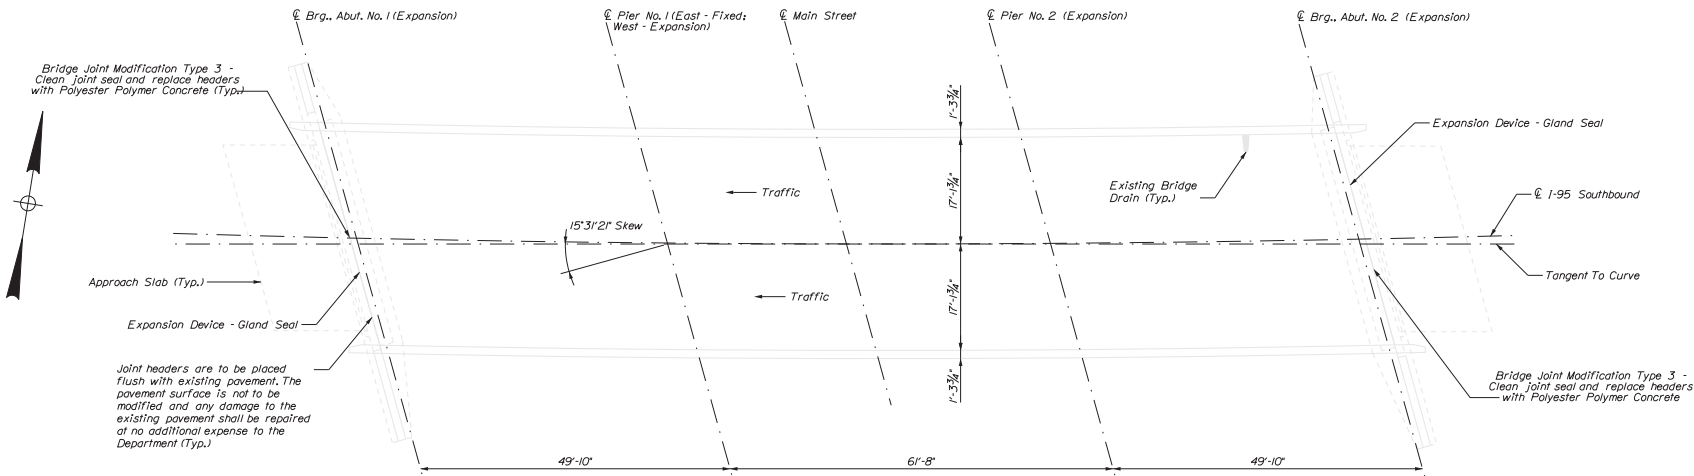 ℄ Brg., Abut. No. 1 (Expansion)
℄ Pier No. 1 (East - Fixed;
West - Expansion)
℄ Main Street
℄ Pier No. 2 (Expansion)
℄ Brg., Abut. No. 2 (Expansion)
Bridge Joint Modification Type 3 -
Clean joint seal and replace headers
with Polyester Polymer Concrete (Typ.)
1'-3¾"
Expansion Device - Gland Seal
17'-1¾"
Traffic
Existing Bridge
Drain (Typ.)
℄ I-95 Southbound
15°31'21" Skew
Approach Slab (Typ.)
Tangent To Curve
Traffic
17'-1¾"
Expansion Device - Gland Seal
Joint headers are to be placed
flush with existing pavement. The
pavement surface is not to be
modified and any damage to the
existing pavement shall be repaired
at no additional expense to the
Department (Typ.)
1'-3¾"
Bridge Joint Modification Type 3 -
Clean joint seal and replace headers
with Polyester Polymer Concrete
49'-10"
61'-8"
49'-10"